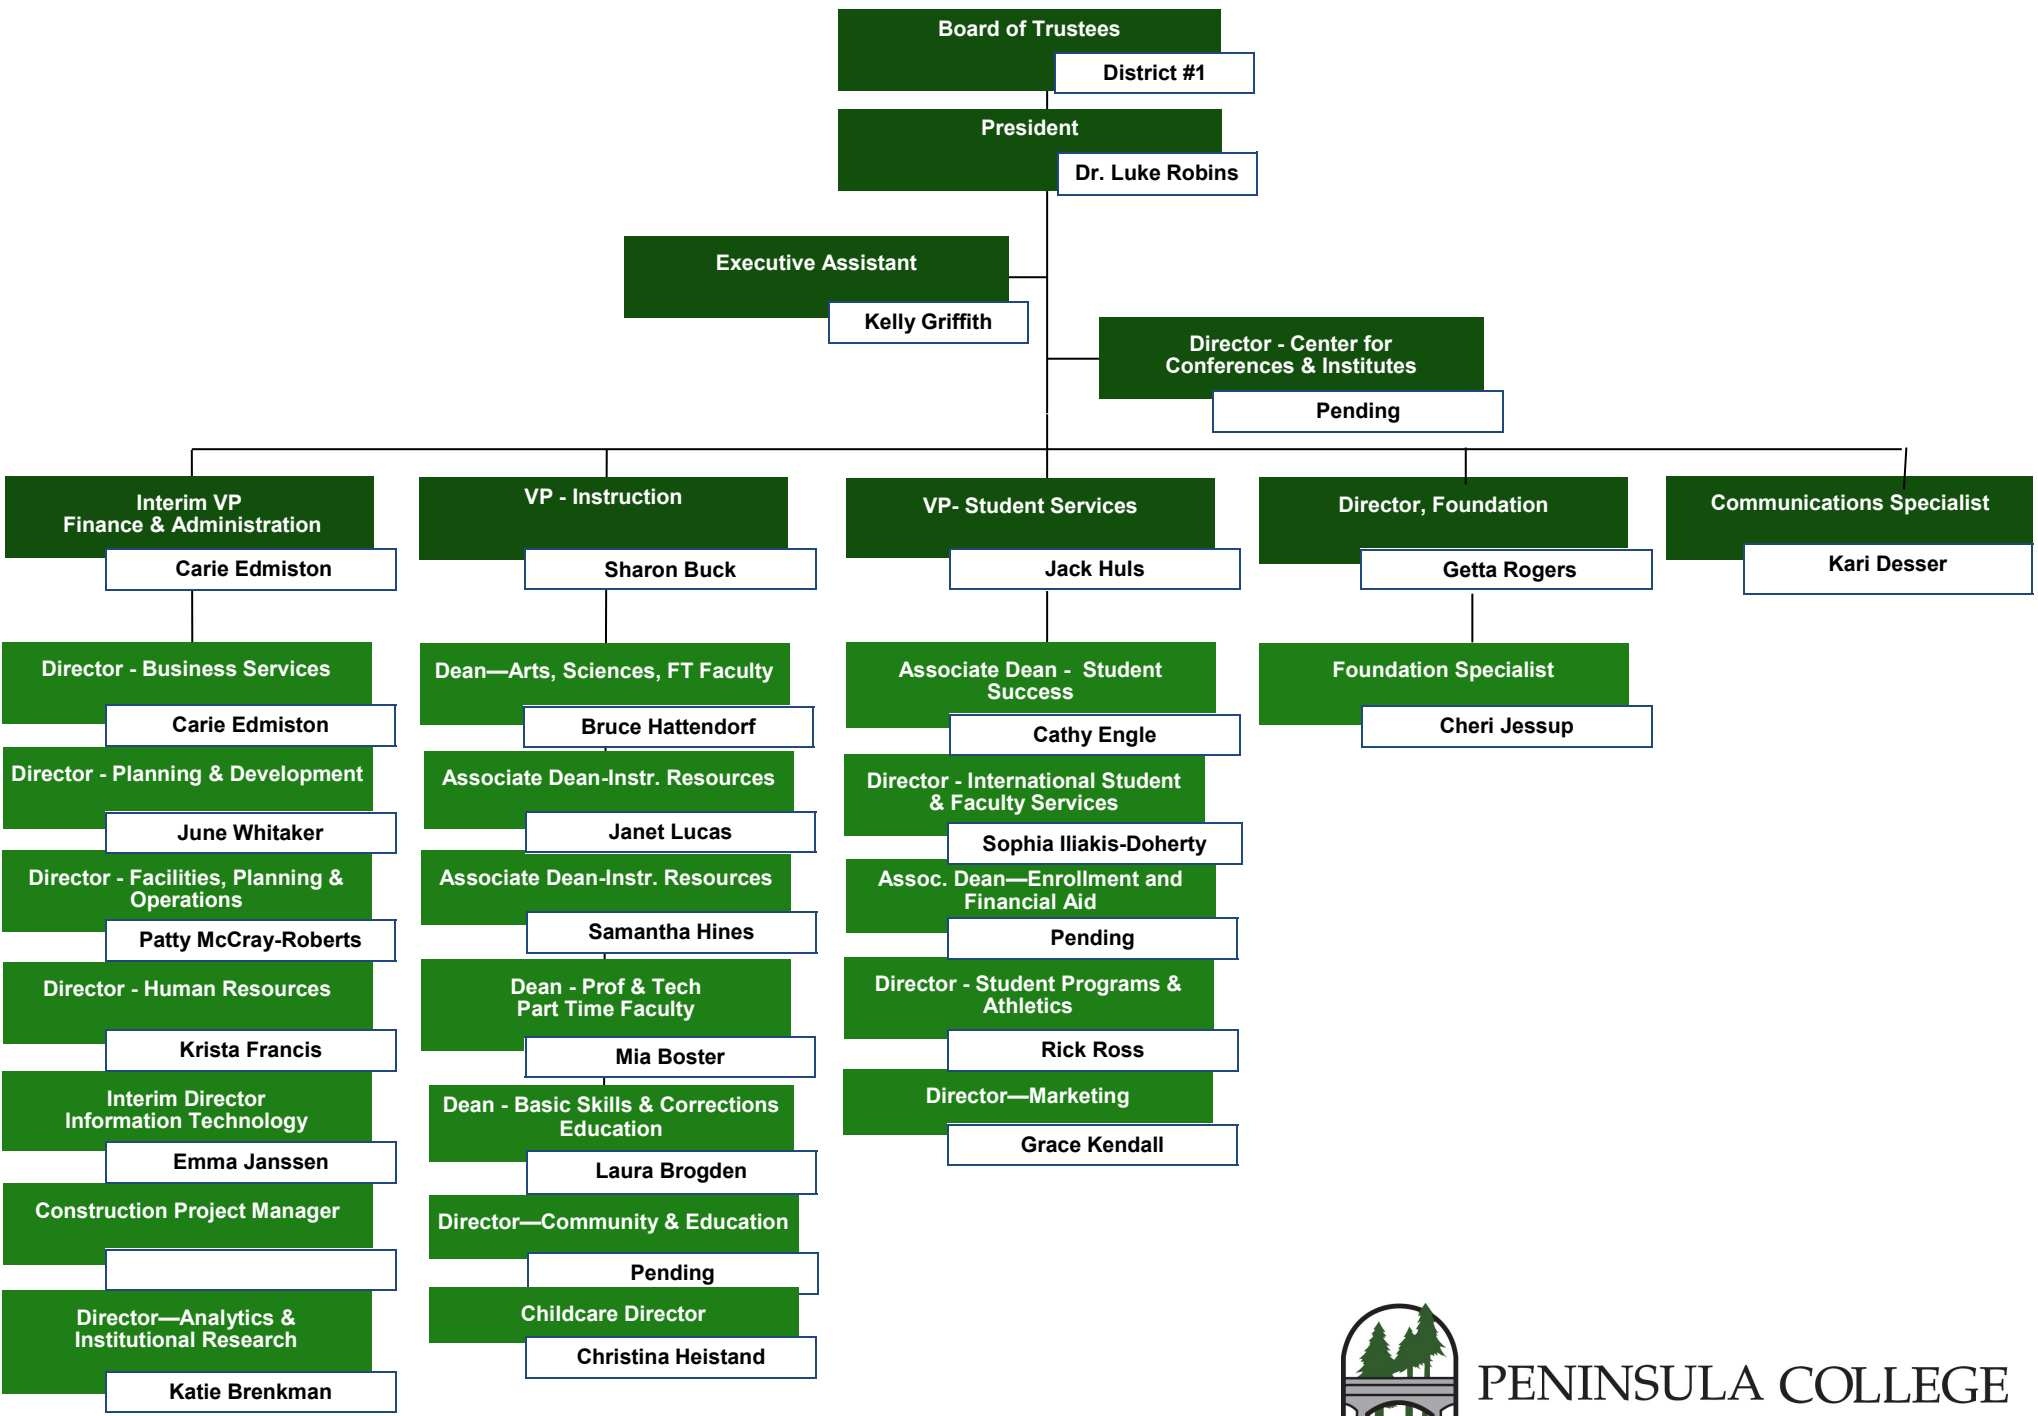 Board of Trustees
District #1
President
Dr. Luke Robins
Executive Assistant
Kelly Griffith
Director - Center for
Conferences & Institutes
Pending
Interim VP
Finance & Administration
Carie Edmiston
VP - Instruction
Sharon Buck
VP- Student Services
Jack Huls
Director, Foundation
Getta Rogers
Communications Specialist
Kari Desser
Director - Business Services
Carie Edmiston
Director - Planning & Development
June Whitaker
Director - Facilities, Planning &
Operations
Patty McCray-Roberts
Director - Human Resources
Krista Francis
Interim Director
Information Technology
Emma Janssen
Construction Project Manager
Director—Analytics &
Institutional Research
Katie Brenkman
Dean—Arts, Sciences, FT Faculty
Bruce Hattendorf
Associate Dean-Instr. Resources
Janet Lucas
Associate Dean-Instr. Resources
Samantha Hines
Dean - Prof & Tech
Part Time Faculty
Mia Boster
Dean - Basic Skills & Corrections
Education
Laura Brogden
Director—Community & Education
Pending
Childcare Director
Christina Heistand
Associate Dean - Student
Success
Cathy Engle
Director - International Student
& Faculty Services
Sophia Iliakis-Doherty
Assoc. Dean—Enrollment and
Financial Aid
Pending
Director - Student Programs &
Athletics
Rick Ross
Director—Marketing
Grace Kendall
Foundation Specialist
Cheri Jessup
PENINSULA COLLEGE